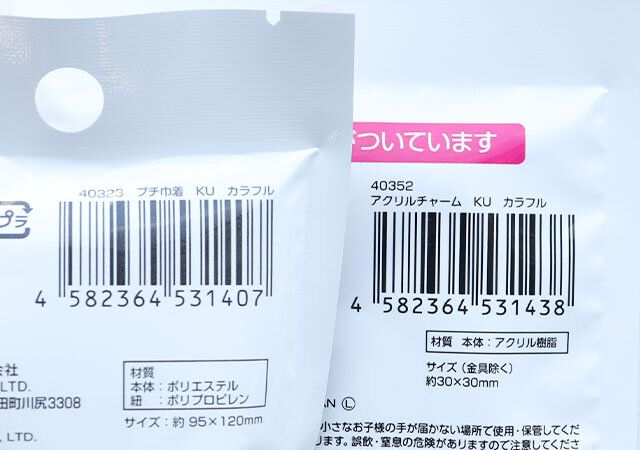 プラ
40323 プチ巾着 KU カラフル
4 582364 531407
会社
LTD.
田町川尻3308
, LTD.
材質
本体：ポリエステル
紐：ポリプロピレン
サイズ：約 95×120mm
がついています
40352
アクリルチャーム KU カラフル
4 582364 531438
材質 本体：アクリル樹脂
サイズ（金具除く）
約30×30mm
AN Ⓛ
小さなお子様の手が届かない場所で使用・保管してくだ
ります。誤飲・窒息の危険がありますので注意してくださ